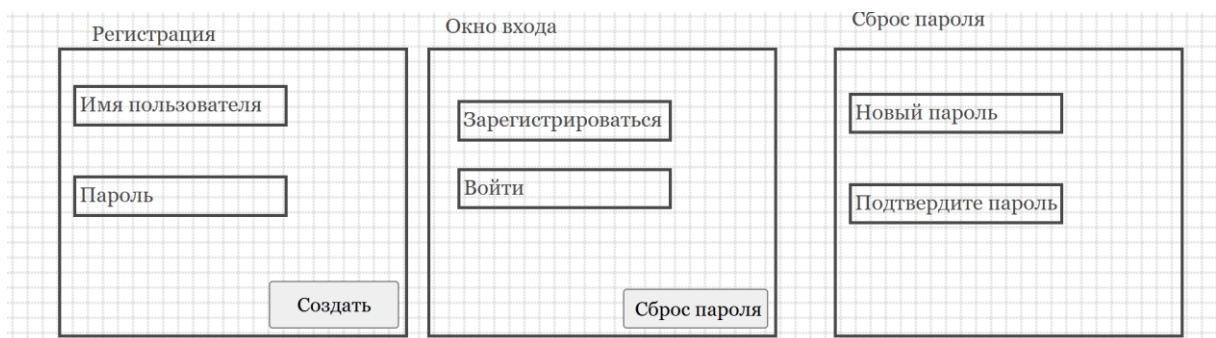 Регистрация
Имя пользователя
Пароль
Создать
Окно входа
Зарегистрироваться
Войти
Сброс пароля
Сброс пароля
Новый пароль
Подтвердите пароль